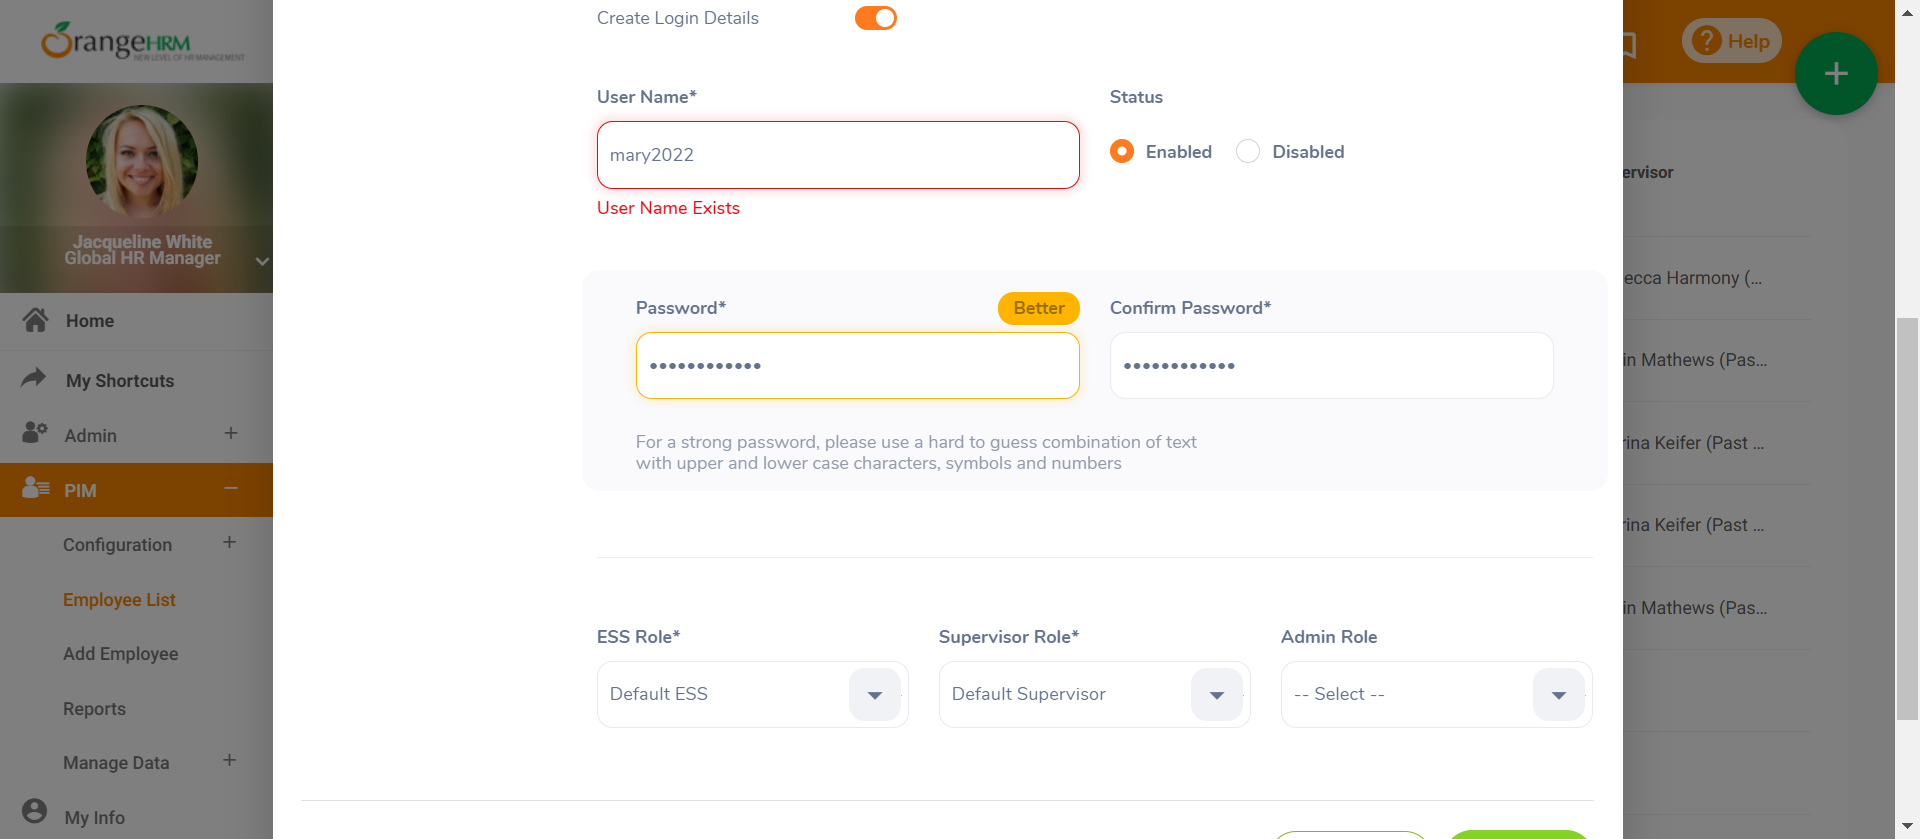 OrangeHRM
NEW LEVEL OF HR MANAGEMENT
Jacqueline White
Global HR Manager
Home
My Shortcuts
Admin
PIM
Configuration
Employee List
Add Employee
Reports
Manage Data
My Info
Create Login Details
User Name*
mary2022
User Name Exists
Status
Enabled
Disabled
Password*
Better
Confirm Password*
••••••••••••
••••••••••••
For a strong password, please use a hard to guess combination of text
with upper and lower case characters, symbols and numbers
ESS Role*
Supervisor Role*
Admin Role
Default ESS
Default Supervisor
-- Select --
Help
ervisor
ecca Harmony (...
in Mathews (Pas...
rina Keifer (Past ...
rina Keifer (Past ...
in Mathews (Pas...